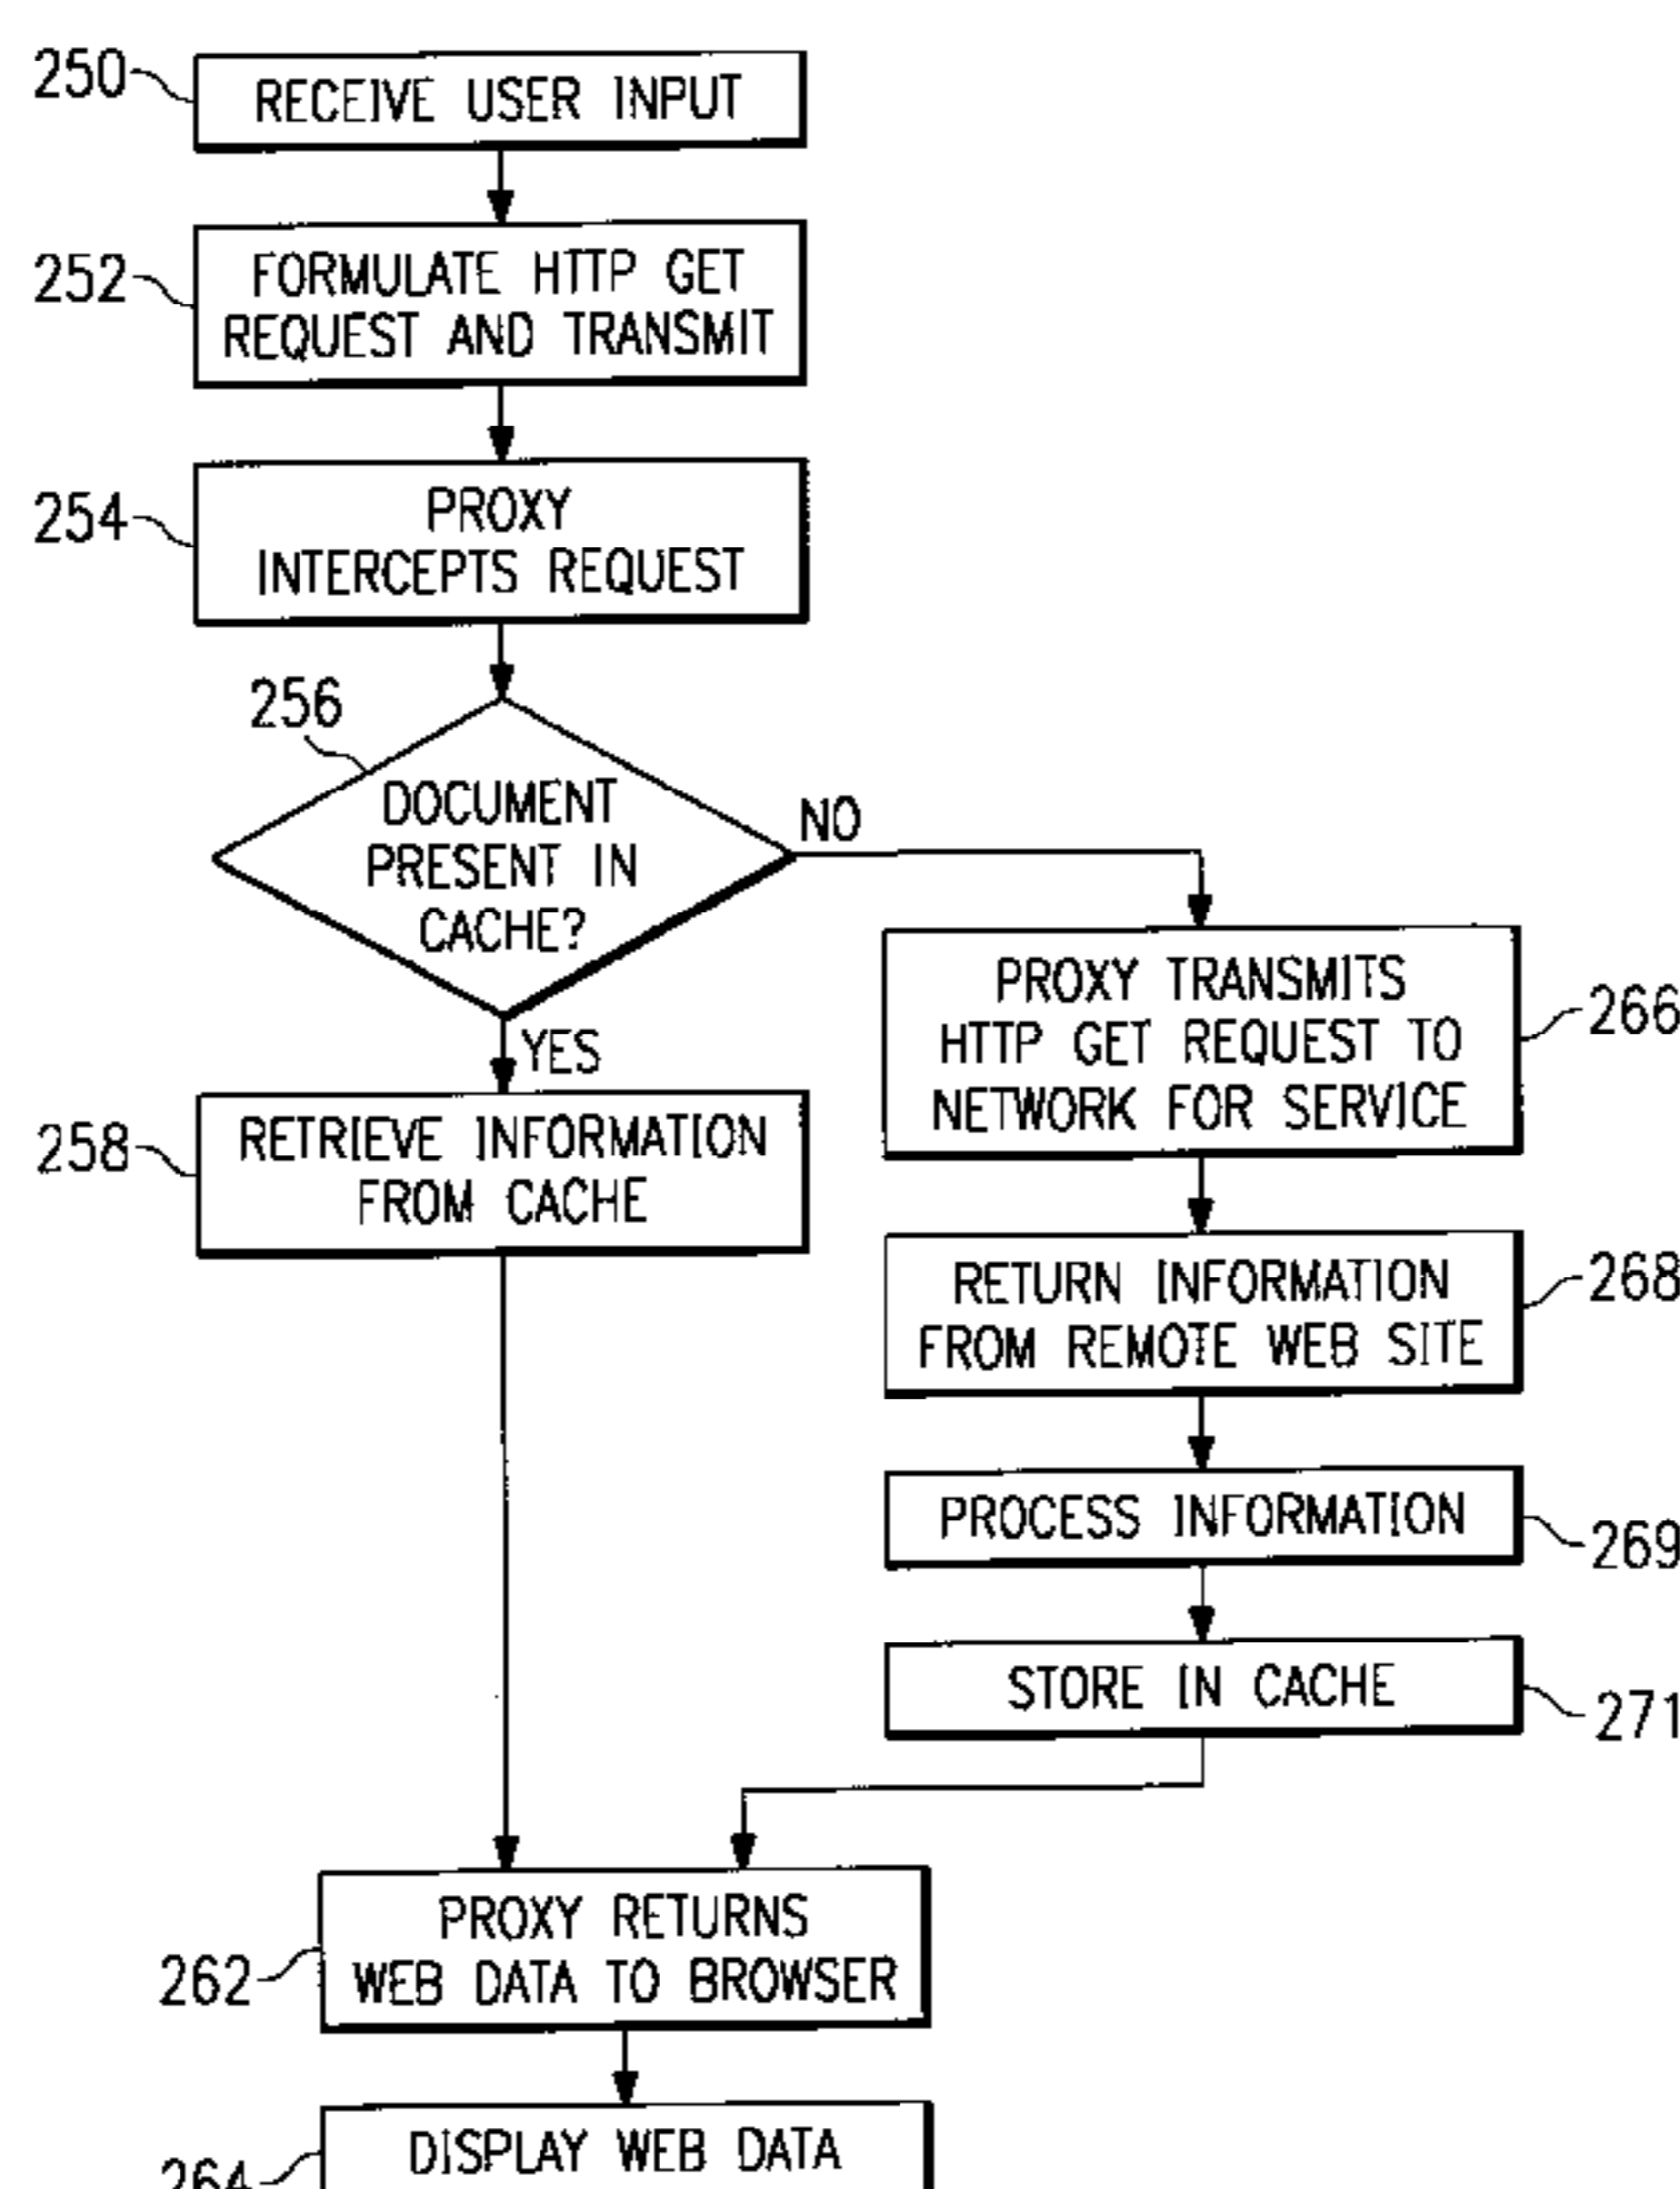 250
RECEIVE USER INPUT
252
FORMULATE HTTP GET
REQUEST AND TRANSMIT
254
PROXY
INTERCEPTS REQUEST
256
DOCUMENT
PRESENT IN
CACHE?
NO
YES
PROXY TRANSMITS
HTTP GET REQUEST TO
NETWORK FOR SERVICE
266
258
RETRIEVE INFORMATION
FROM CACHE
RETURN INFORMATION
FROM REMOTE WEB SITE
268
PROCESS INFORMATION
269
STORE IN CACHE
271
PROXY RETURNS
WEB DATA TO BROWSER
262
DISPLAY WEB DATA
264